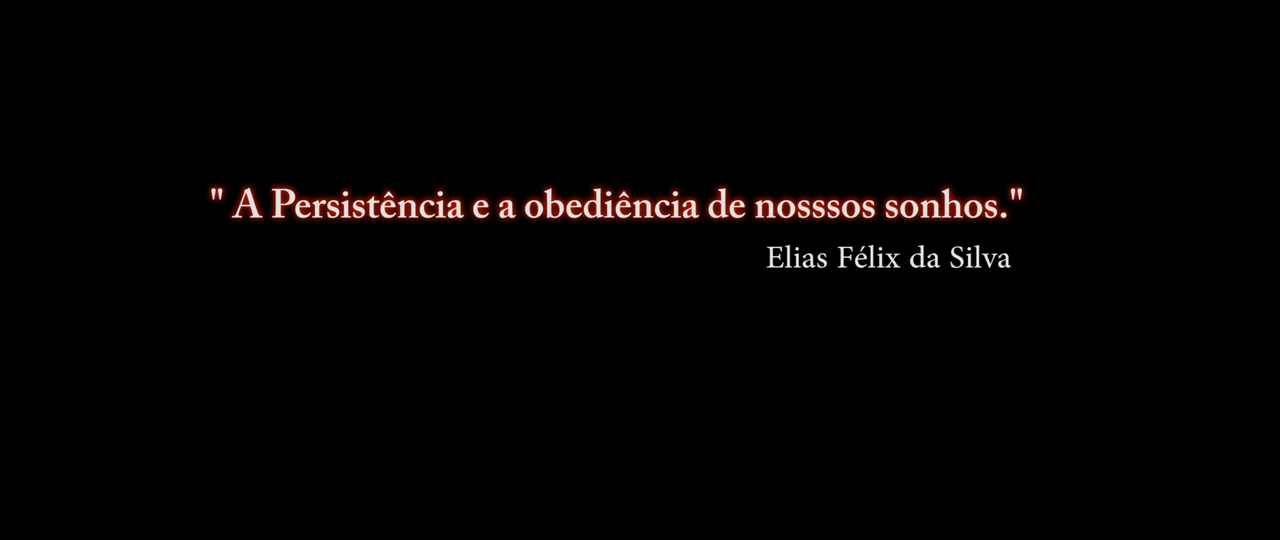 " A Persistência e a obediência de nosssos sonhos."
Elias Félix da Silva